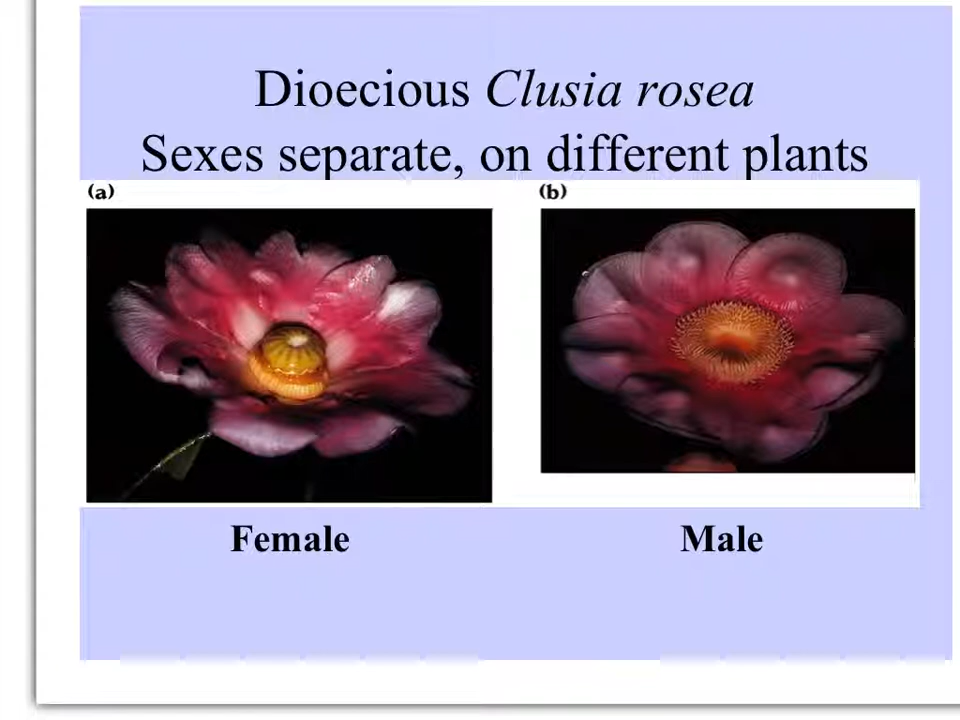 Dioecious Clusia rosea
Sexes separate, on different plants
(a)
(b)
Female
Male